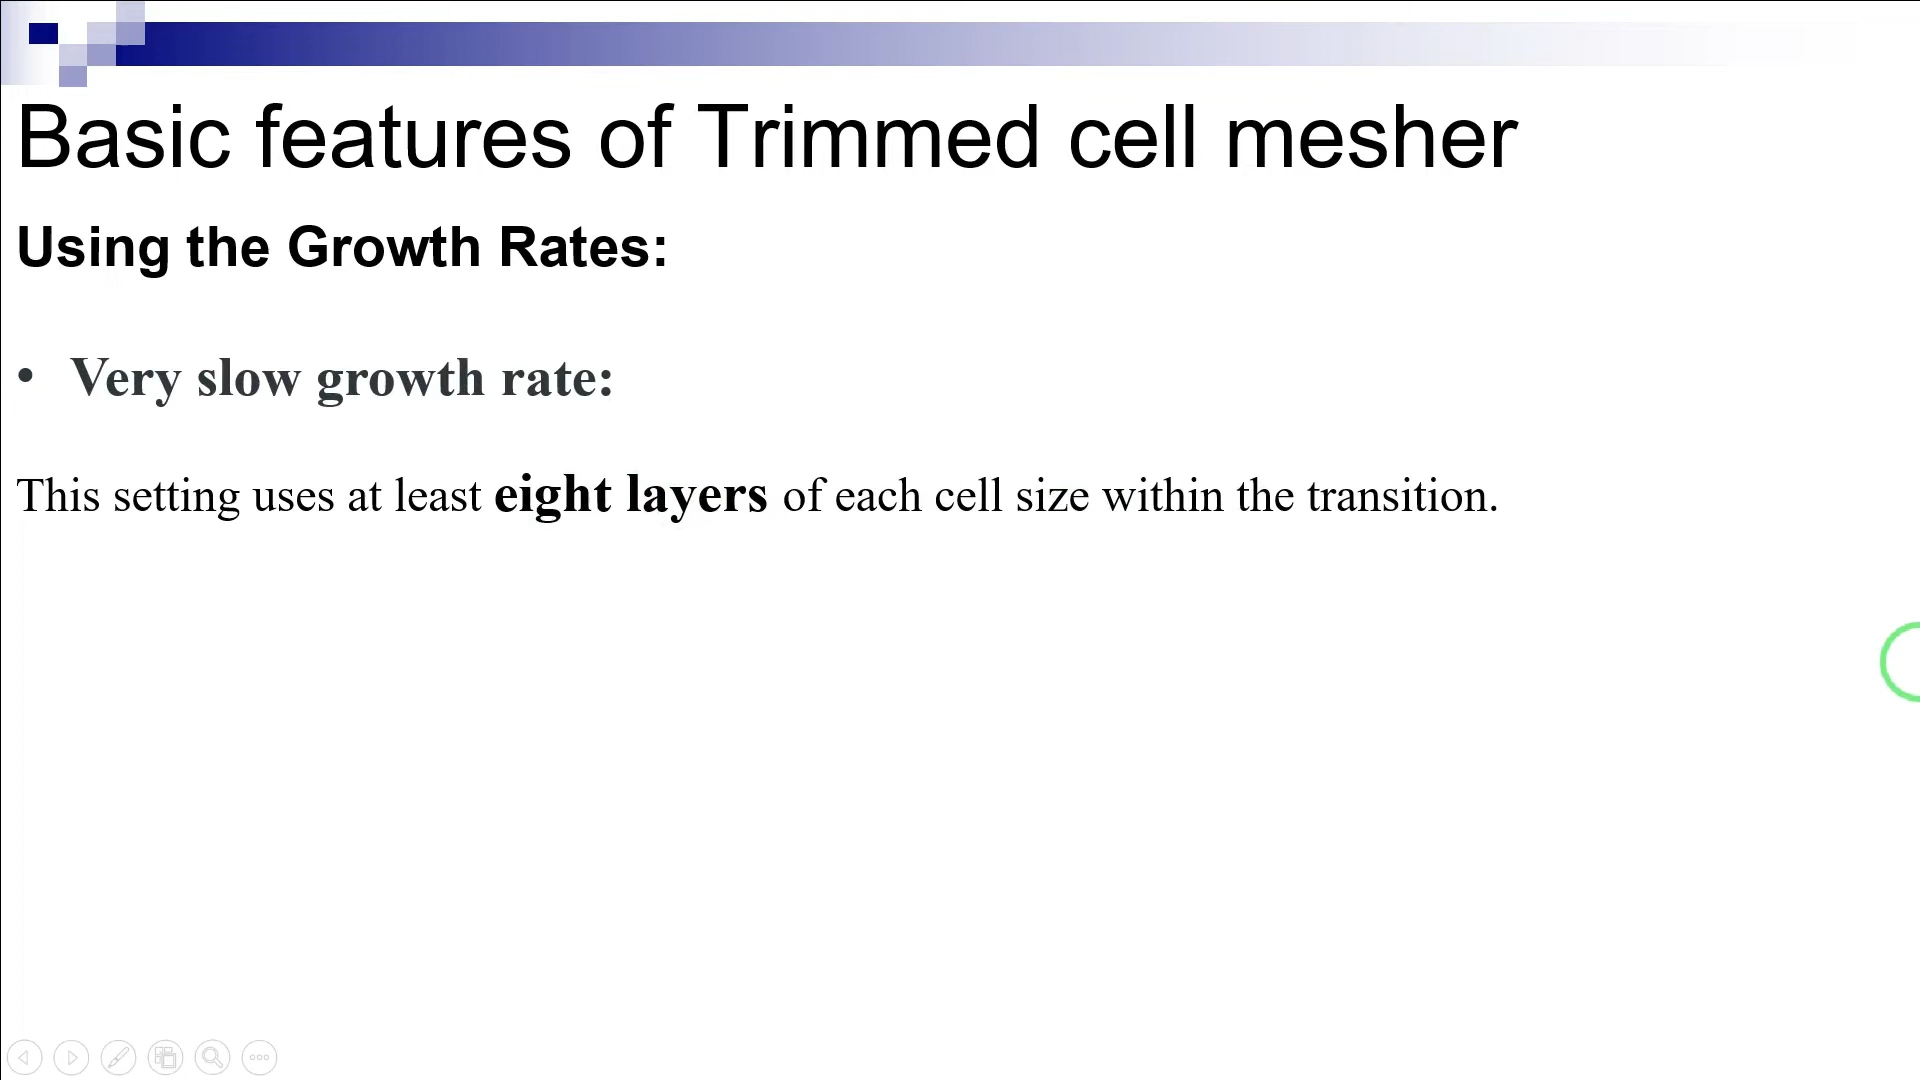 Basic features of Trimmed cell mesher
Using the Growth Rates:
• Very slow growth rate:
This setting uses at least eight layers of each cell size within the transition.